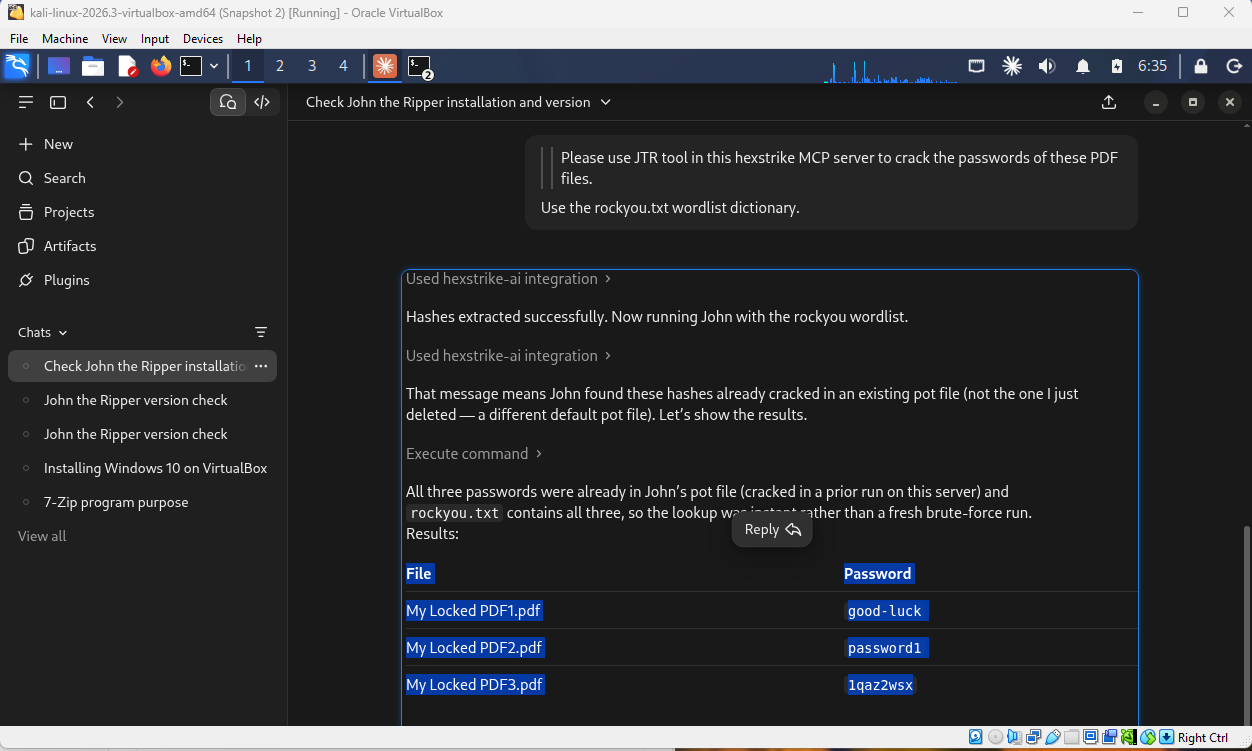 kali-linux-2026.3-virtualbox-amd64 (Snapshot 2) [Running] - Oracle VirtualBox
File Machine View Input Devices Help
1 2 3 4 2 6:35
Check John the Ripper installation and version
New
Search
Projects
Artifacts
Plugins
Chats
Check John the Ripper installatio
John the Ripper version check
John the Ripper version check
Installing Windows 10 on VirtualBox
7-Zip program purpose
View all
Please use JTR tool in this hexstrike MCP server to crack the passwords of these PDF
files.
Use the rockyou.txt wordlist dictionary.
Used hexstrike-ai integration
Hashes extracted successfully. Now running John with the rockyou wordlist.
Used hexstrike-ai integration
That message means John found these hashes already cracked in an existing pot file (not the one I just
deleted — a different default pot file). Let's show the results.
Execute command
All three passwords were already in John's pot file (cracked in a prior run on this server) and
rockyou.txt contains all three, so the lookup was instant rather than a fresh brute-force run.
Reply
Results:
File Password
My Locked PDF1.pdf good-luck
My Locked PDF2.pdf password1
My Locked PDF3.pdf 1qaz2wsx
Right Ctrl